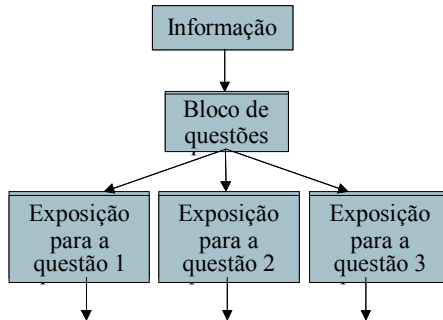 Informação
Bloco de
questões
Exposição
para a
questão 1
Exposição
para a
questão 2
Exposição
para a
questão 3